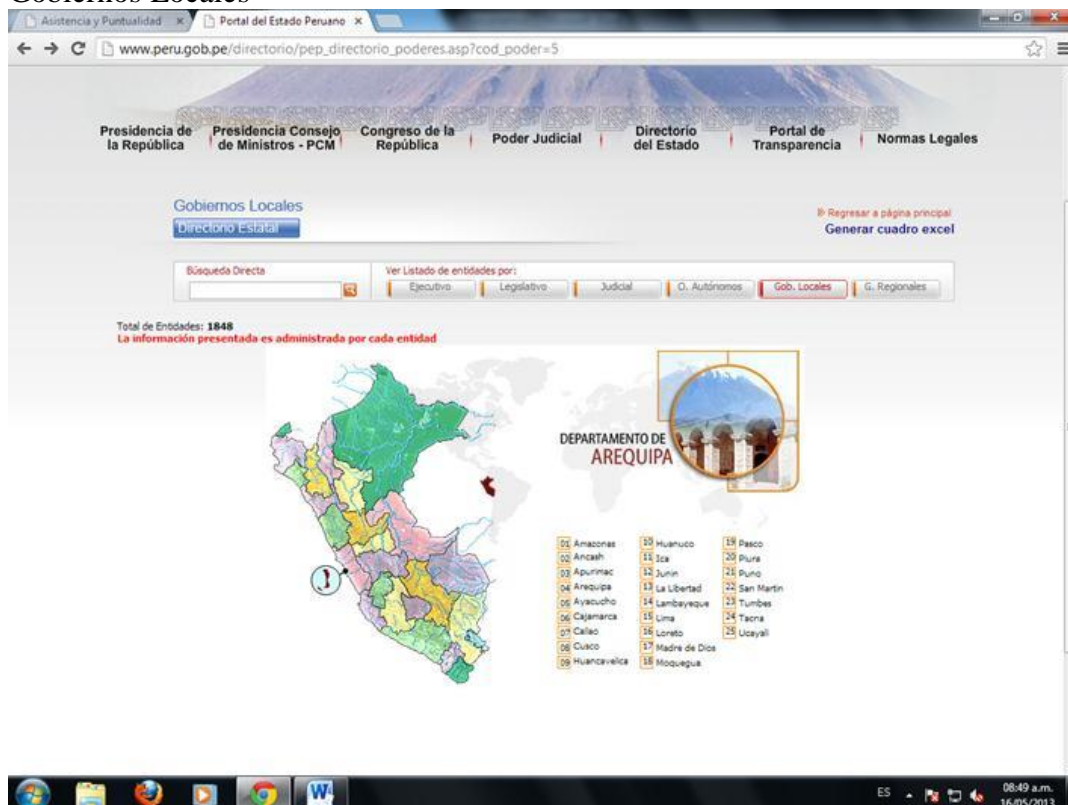 Gobiernos Locales
Asistencia y Puntualidad
Portal del Estado Peruano
www.peru.gob.pe/directorio/pep_directorio_poderes.asp?cod_poder=5
Presidencia de la República
Presidencia Consejo de Ministros - PCM
Congreso de la República
Poder Judicial
Directorio del Estado
Portal de Transparencia
Normas Legales
Gobiernos Locales
Directorio Estatal
Regresar a página principal
Generar cuadro excel
Búsqueda Directa
Ver Listado de entidades por:
Ejecutivo
Legislativo
Judicial
O. Autónomos
Gob. Locales
G. Regionales
Total de Entidades: 1848
La información presentada es administrada por cada entidad
DEPARTAMENTO DE
AREQUIPA
01 Amazonas
02 Ancash
03 Apurimac
04 Arequipa
05 Ayacucho
06 Cajamarca
07 Callao
08 Cusco
09 Huancavelica
10 Huanuco
11 Ica
12 Junin
13 La Libertad
14 Lambayeque
15 Lima
16 Loreto
17 Madre de Dios
18 Moquegua
19 Pasco
20 Piura
21 Puno
22 San Martin
23 Tumbes
24 Tacna
25 Ucayali
ES
08:49 a.m.
16/05/2013